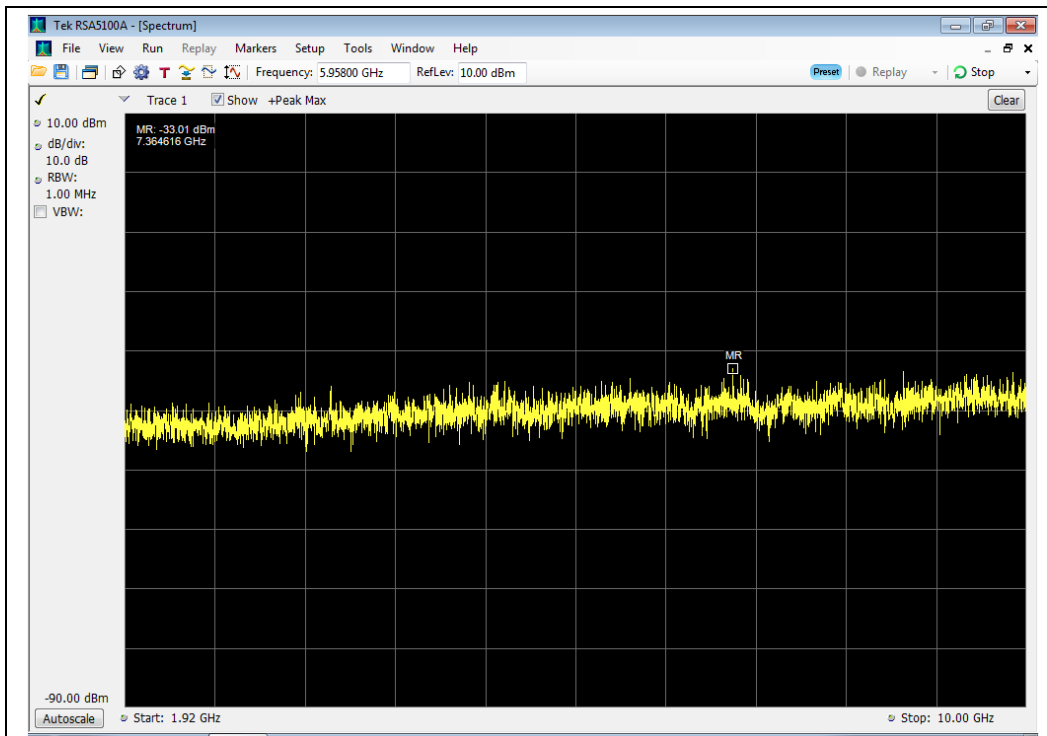 Tek RSA5100A - [Spectrum]
File View Run Replay Markers Setup Tools Window Help
T Frequency: 5.95800 GHz RefLev: 10.00 dBm Preset Replay Stop
Trace 1 Show +Peak Max Clear
10.00 dBm
dB/div:
10.0 dB
RBW:
1.00 MHz
VBW:
MR: -33.01 dBm
7.364616 GHz
MR
-90.00 dBm
Autoscale Start: 1.92 GHz Stop: 10.00 GHz